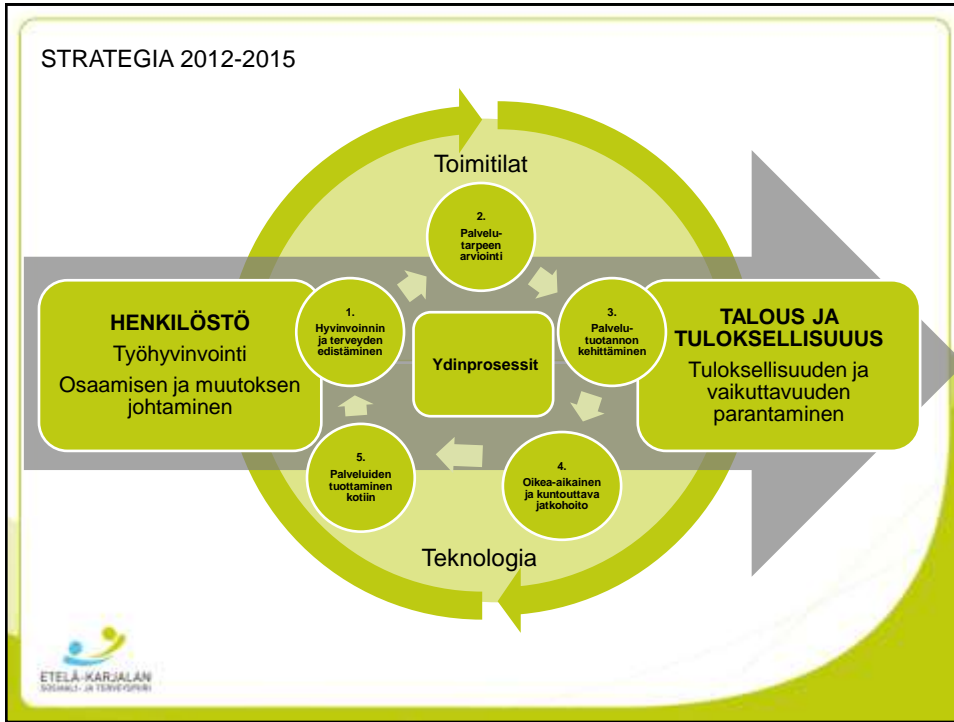 STRATEGIA 2012-2015
Toimitilat
2.
Palvelu-
tarpeen
arviointi
HENKILÖSTÖ
Työhyvinvointi
Osaamisen ja muutoksen
johtaminen
1.
Hyvinvoinnin
ja terveyden
edistäminen
Ydinprosessit
3.
Palvelu-
tuotannon
kehittäminen
TALOUS JA
TULOKSELLISUUUS
Tuloksellisuuden ja
vaikuttavuuden
parantaminen
5.
Palveluiden
tuottaminen
kotiin
4.
Oikea-aikainen
ja kuntouttava
jatkohoito
Teknologia
ETELÄ-KARJALAN
SOSIAALI- JA TERVEYSPIIRI